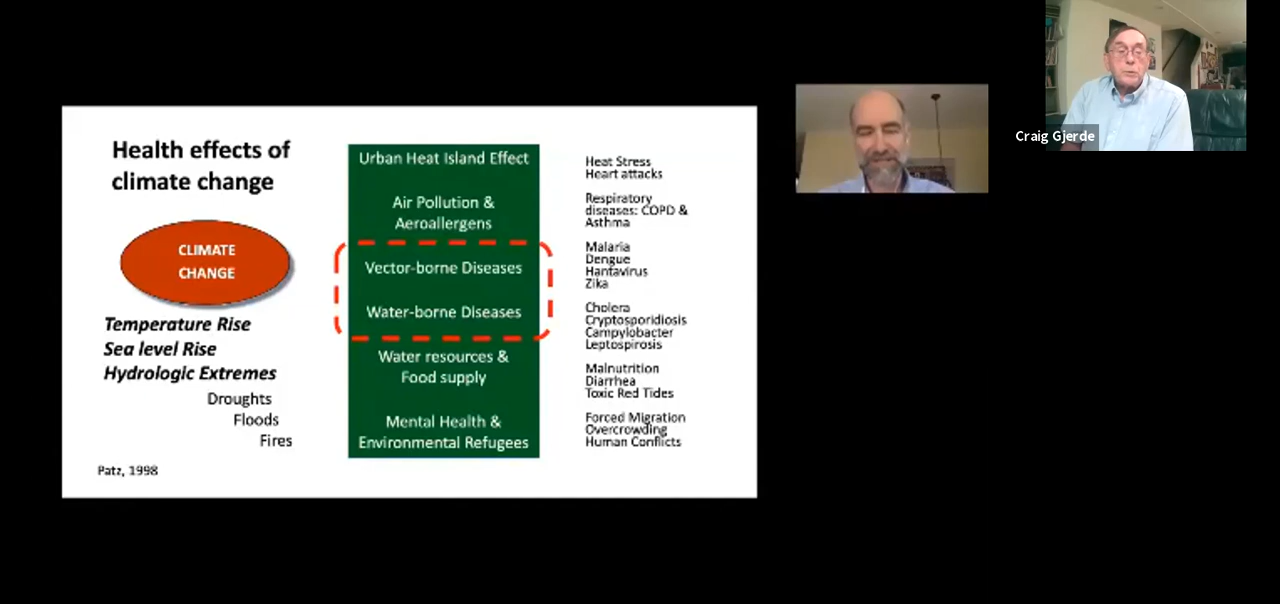 Health effects of
climate change
CLIMATE
CHANGE
Temperature Rise
Sea level Rise
Hydrologic Extremes
Droughts
Floods
Fires
Patz, 1998
Urban Heat Island Effect
Air Pollution &
Aeroallergens
Vector-borne Diseases
Water-borne Diseases
Water resources &
Food supply
Mental Health &
Environmental Refugees
Heat Stress
Heart attacks
Respiratory
diseases: COPD &
Asthma
Malaria
Dengue
Hantavirus
Zika
Cholera
Cryptosporidiosis
Campylobacter
Leptospirosis
Malnutrition
Diarrhea
Toxic Red Tides
Forced Migration
Overcrowding
Human Conflicts
Craig Gjerde